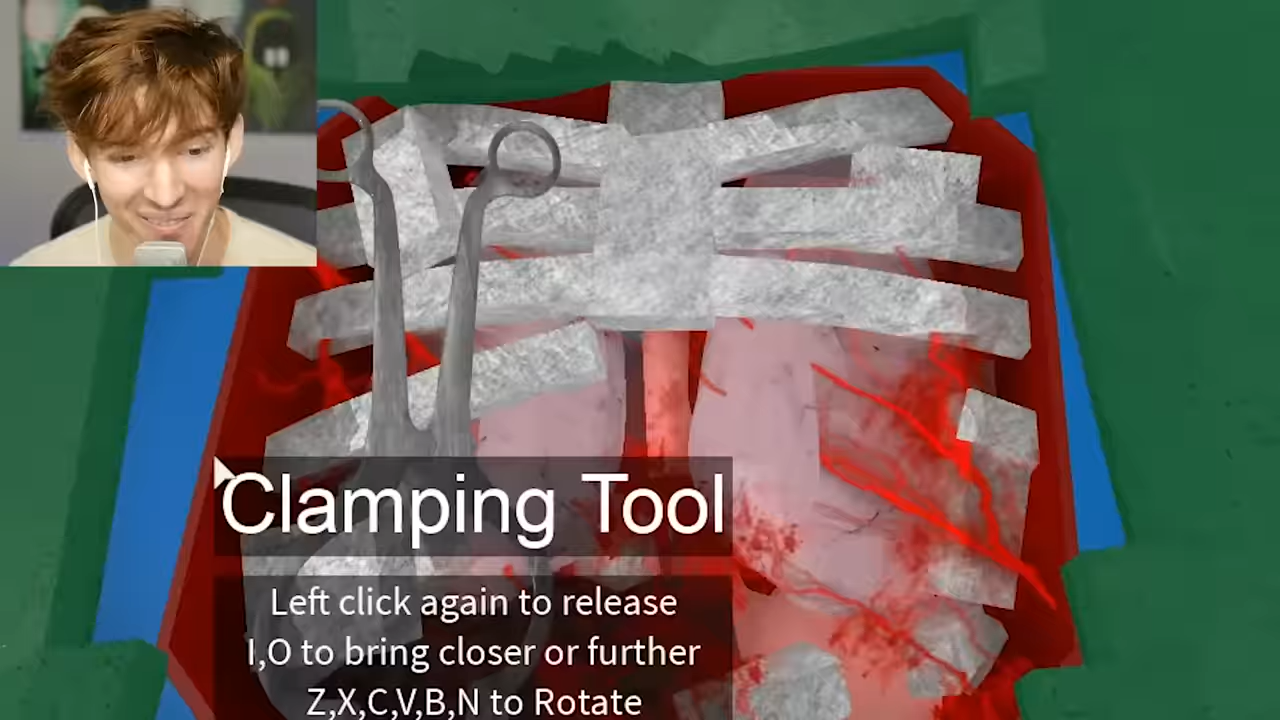 Clamping Tool
Left click again to release
I,O to bring closer or further
Z,X,C,V,B,N to Rotate